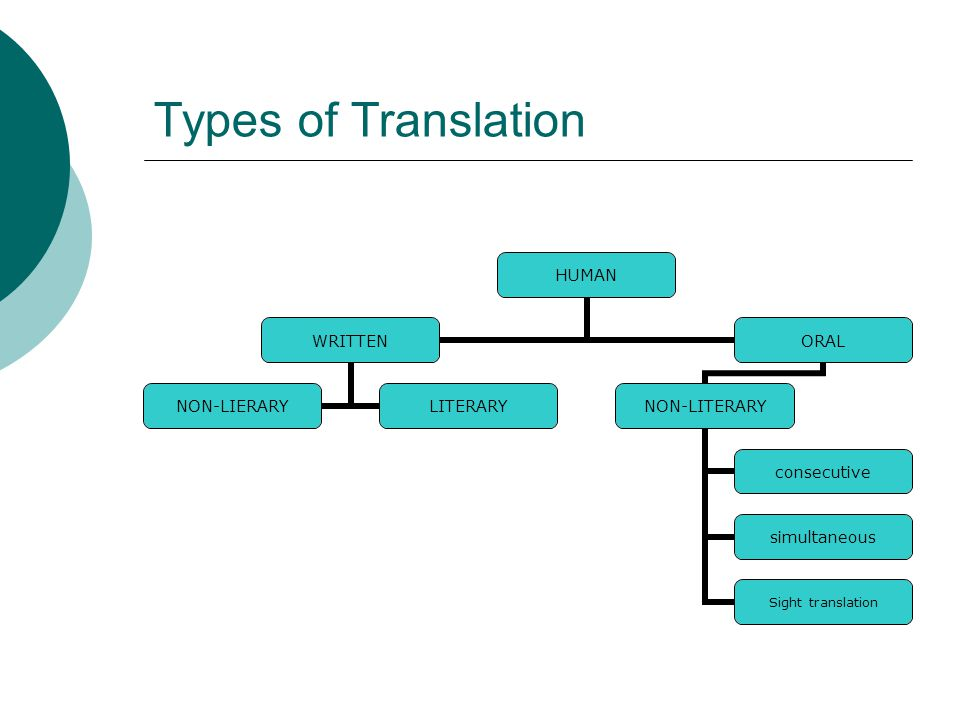 Types of Translation
HUMAN
WRITTEN
ORAL
NON-LIERARY
LITERARY
NON-LITERARY
consecutive
simultaneous
Sight translation